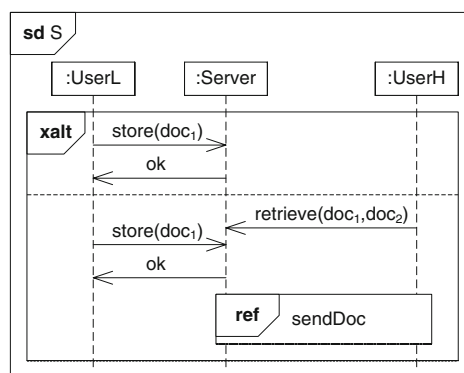 sd S
:UserL :Server :UserH
xalt
store(doc₁)
ok
retrieve(doc₁,doc₂)
store(doc₁)
ok
ref sendDoc